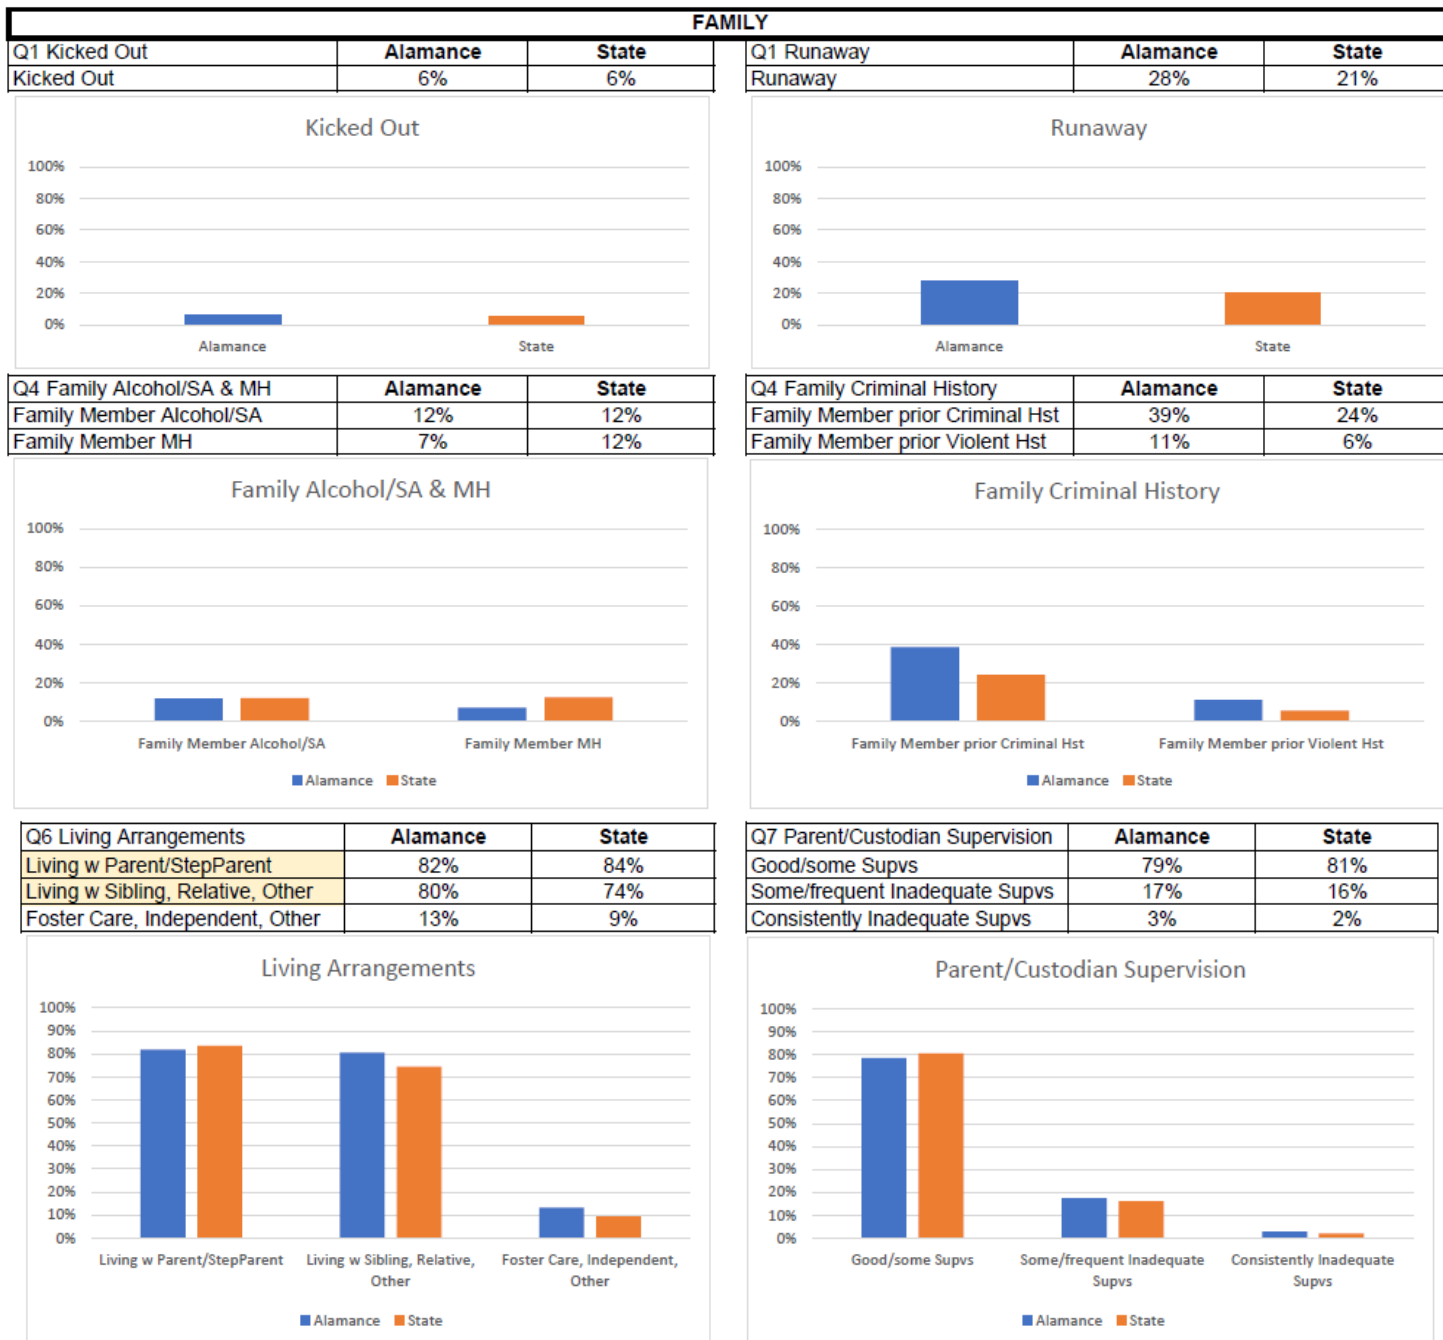 FAMILY
Q1 Kicked Out Alamance State
Kicked Out 6% 6%
Q1 Runaway Alamance State
Runaway 28% 21%
Kicked Out
100%
80%
60%
40%
20%
0%
Alamance State
Runaway
100%
80%
60%
40%
20%
0%
Alamance State
Q4 Family Alcohol/SA & MH Alamance State
Family Member Alcohol/SA 12% 12%
Family Member MH 7% 12%
Q4 Family Criminal History Alamance State
Family Member prior Criminal Hst 39% 24%
Family Member prior Violent Hst 11% 6%
Family Alcohol/SA & MH
100%
80%
60%
40%
20%
0%
Family Member Alcohol/SA Family Member MH
Alamance State
Family Criminal History
100%
80%
60%
40%
20%
0%
Family Member prior Criminal Hst Family Member prior Violent Hst
Alamance State
Q6 Living Arrangements Alamance State
Living w Parent/StepParent 82% 84%
Living w Sibling, Relative, Other 80% 74%
Foster Care, Independent, Other 13% 9%
Q7 Parent/Custodian Supervision Alamance State
Good/some Supvs 79% 81%
Some/frequent Inadequate Supvs 17% 16%
Consistently Inadequate Supvs 3% 2%
Living Arrangements
100%
90%
80%
70%
60%
50%
40%
30%
20%
10%
0%
Living w Parent/StepParent Living w Sibling, Relative, Foster Care, Independent,
Other Other
Alamance State
Parent/Custodian Supervision
100%
90%
80%
70%
60%
50%
40%
30%
20%
10%
0%
Good/some Supvs Some/frequent Inadequate Consistently Inadequate
Supvs Supvs
Alamance State